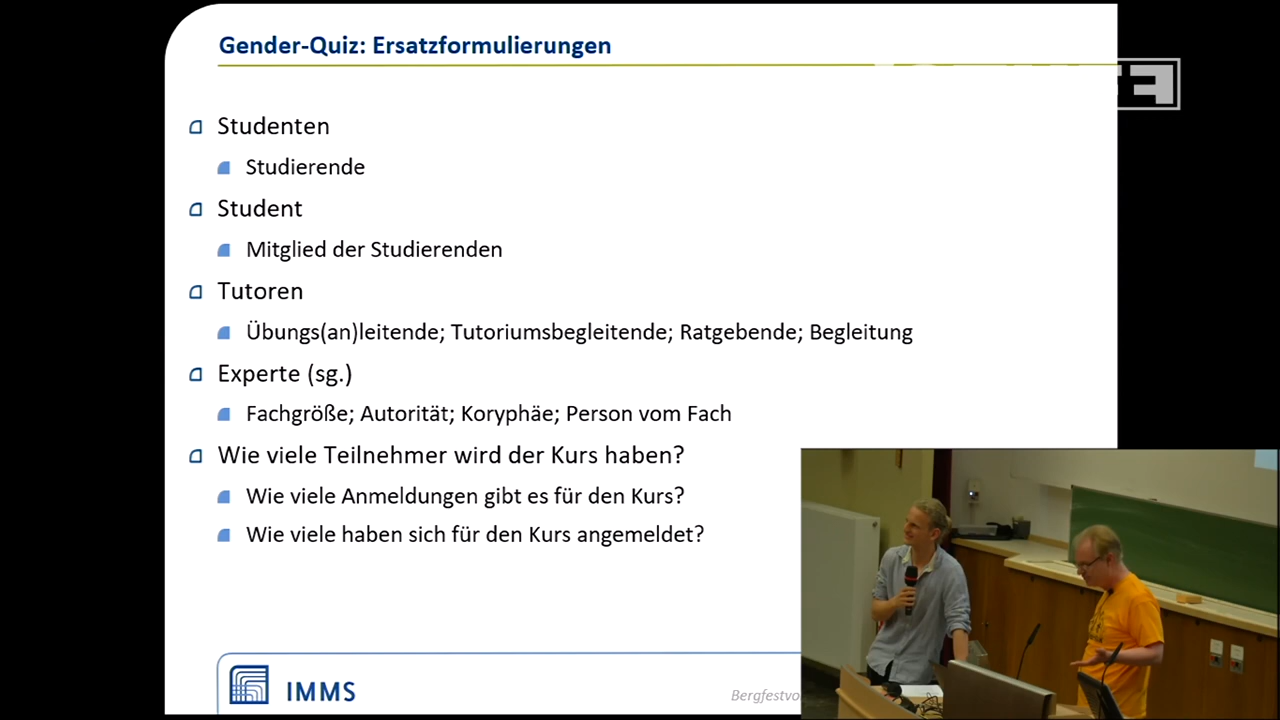 Gender-Quiz: Ersatzformulierungen
Studenten
Studierende
Student
Mitglied der Studierenden
Tutoren
Übungs(an)leitende; Tutoriumsbegleitende; Ratgebende; Begleitung
Experte (sg.)
Fachgröße; Autorität; Koryphäe; Person vom Fach
Wie viele Teilnehmer wird der Kurs haben?
Wie viele Anmeldungen gibt es für den Kurs?
Wie viele haben sich für den Kurs angemeldet?
IMMS